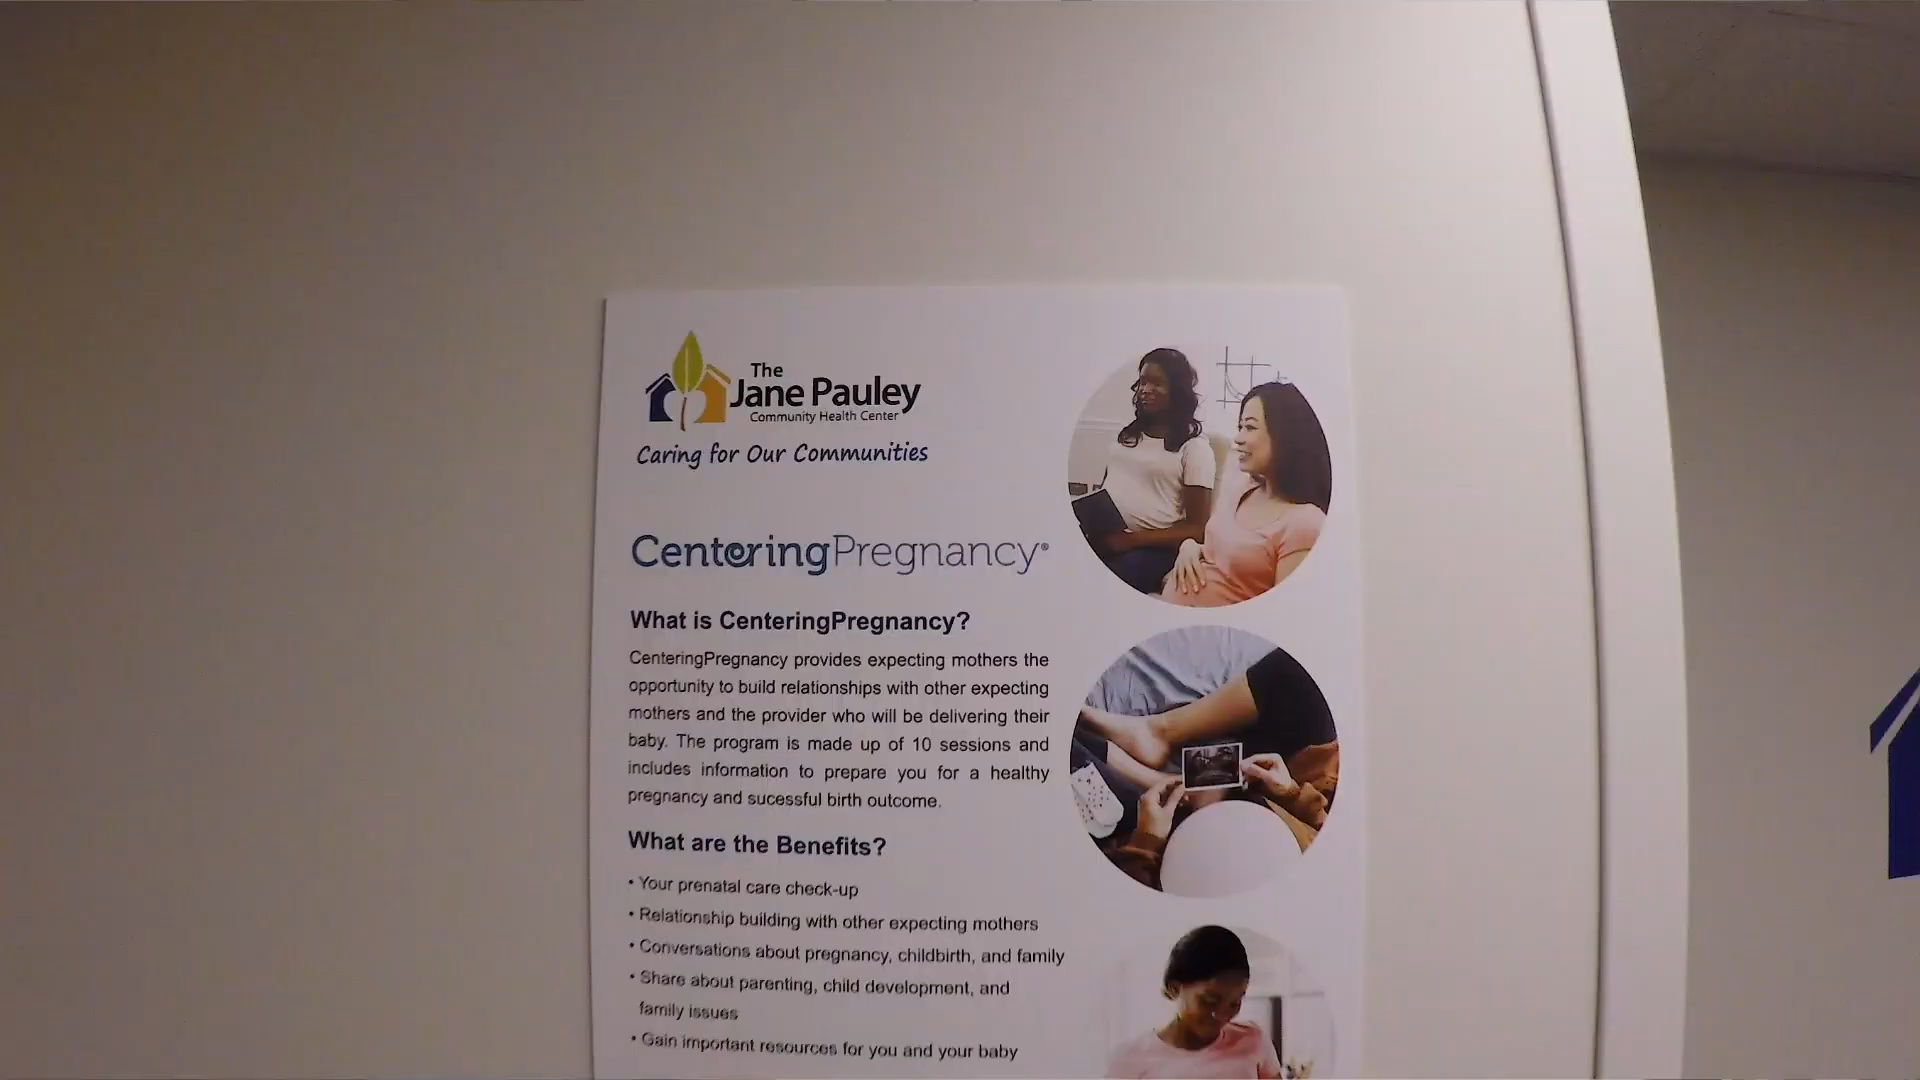 The
Jane Pauley
Community Health Center
Caring for Our Communities
CenteringPregnancy®
What is CenteringPregnancy?
CenteringPregnancy provides expecting mothers the
opportunity to build relationships with other expecting
mothers and the provider who will be delivering their
baby. The program is made up of 10 sessions and
includes information to prepare you for a healthy
pregnancy and sucessful birth outcome.
What are the Benefits?
• Your prenatal care check-up
• Relationship building with other expecting mothers
• Conversations about pregnancy, childbirth, and family
• Share about parenting, child development, and
family issues
• Gain important resources for you and your baby